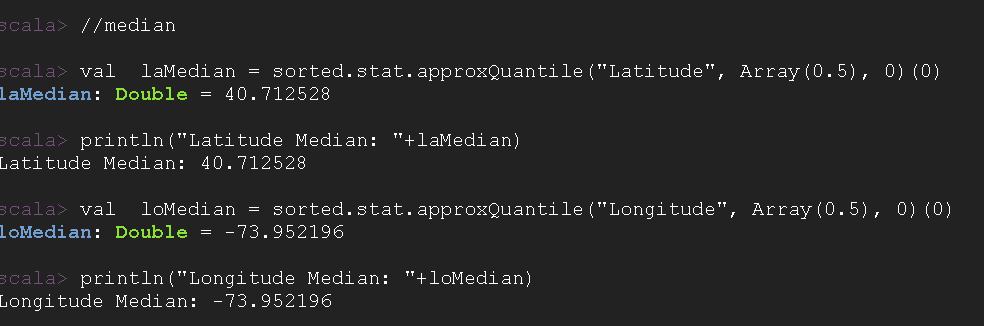 scala> //median
scala> val  laMedian = sorted.stat.approxQuantile("Latitude", Array(0.5), 0)(0)
laMedian: Double = 40.712528
scala> println("Latitude Median: "+laMedian)
Latitude Median: 40.712528
scala> val  loMedian = sorted.stat.approxQuantile("Longitude", Array(0.5), 0)(0)
loMedian: Double = -73.952196
scala> println("Longitude Median: "+loMedian)
Longitude Median: -73.952196